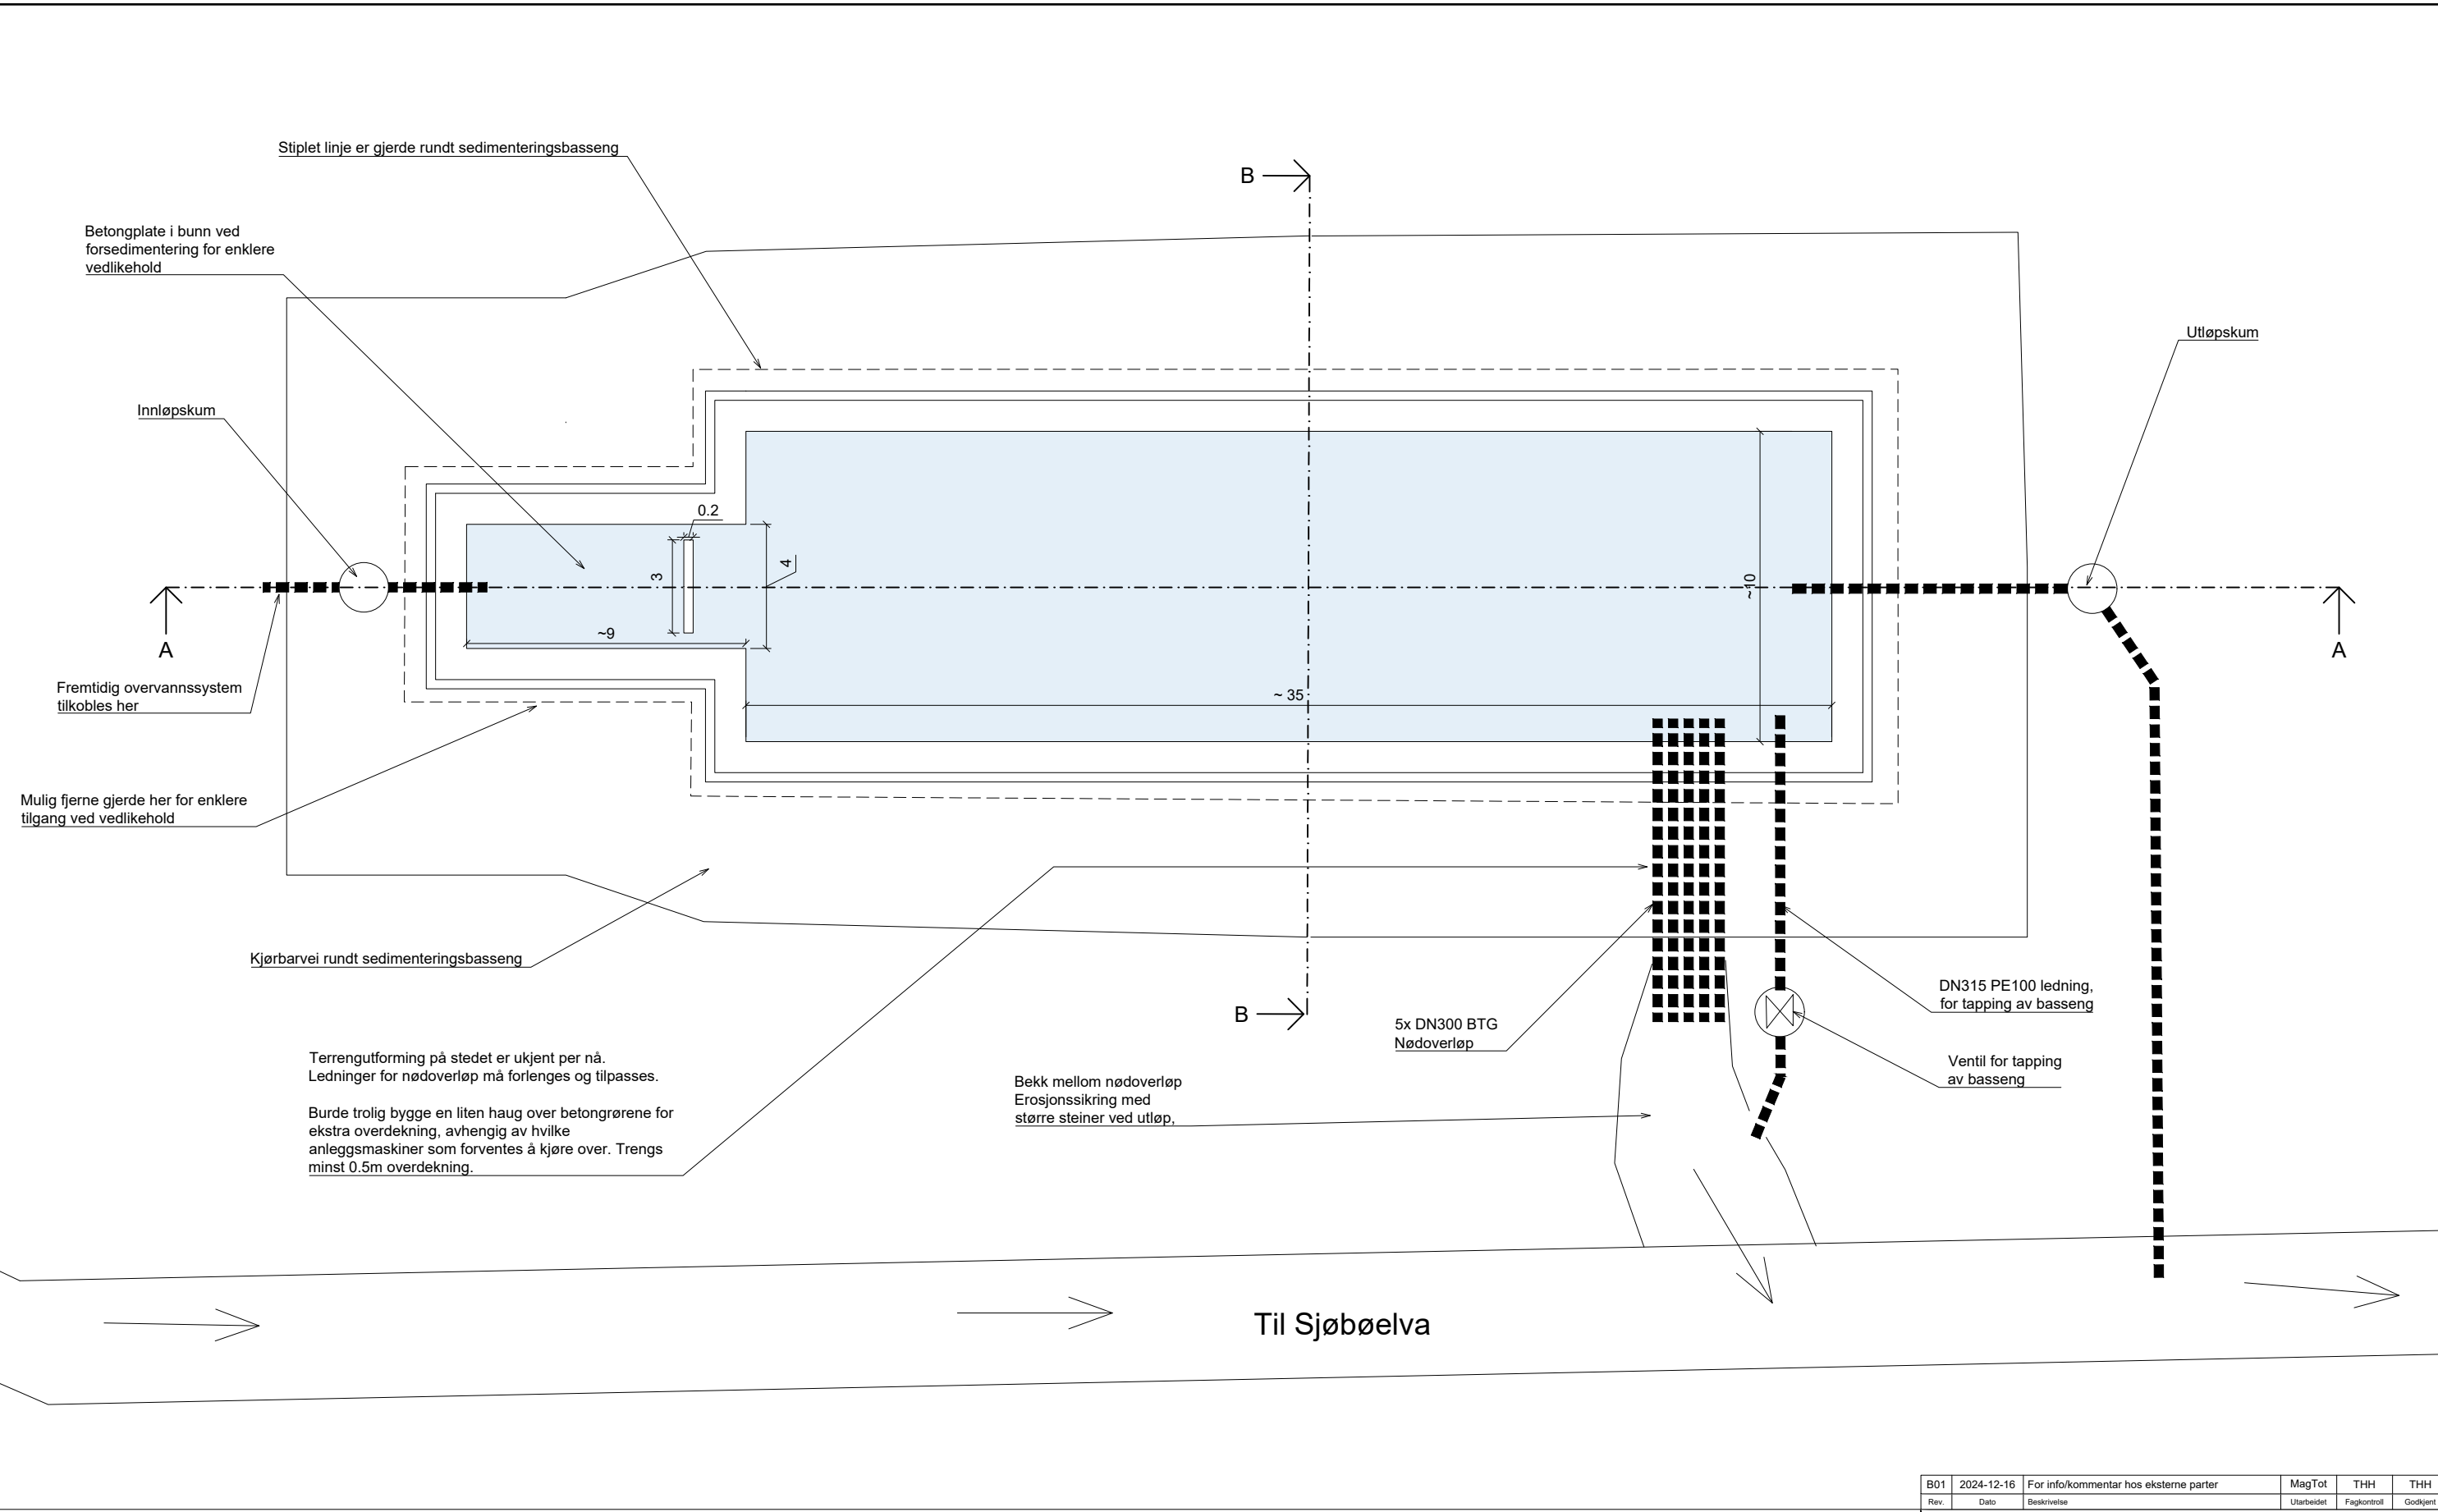 Stiplet linje er gjerde rundt sedimenteringsbasseng
B
Betongplate i bunn ved
forsedimentering for enklere
vedlikehold
Utløpskum
Innløpskum
0.2
3
4
~10
~9
A
A
Fremtidig overvannssystem
tilkobles her
~ 35
Mulig fjerne gjerde her for enklere
tilgang ved vedlikehold
Kjørbarvei rundt sedimenteringsbasseng
DN315 PE100 ledning,
for tapping av basseng
B
5x DN300 BTG
Nødoverløp
Terrengutforming på stedet er ukjent per nå.
Ledninger for nødoverløp må forlenges og tilpasses.
Burde trolig bygge en liten haug over betongrørene for
ekstra overdekning, avhengig av hvilke
anleggsmaskiner som forventes å kjøre over. Trengs
minst 0.5m overdekning.
Bekk mellom nødoverløp
Erosjonssikring med
større steiner ved utløp,
Ventil for tapping
av basseng
Til Sjøbøelva
B01 2024-12-16 For info/kommentar hos eksterne parter MagTot THH THH
Rev. Dato Beskrivelse Utarbeidet Fagkontroll Godkjent